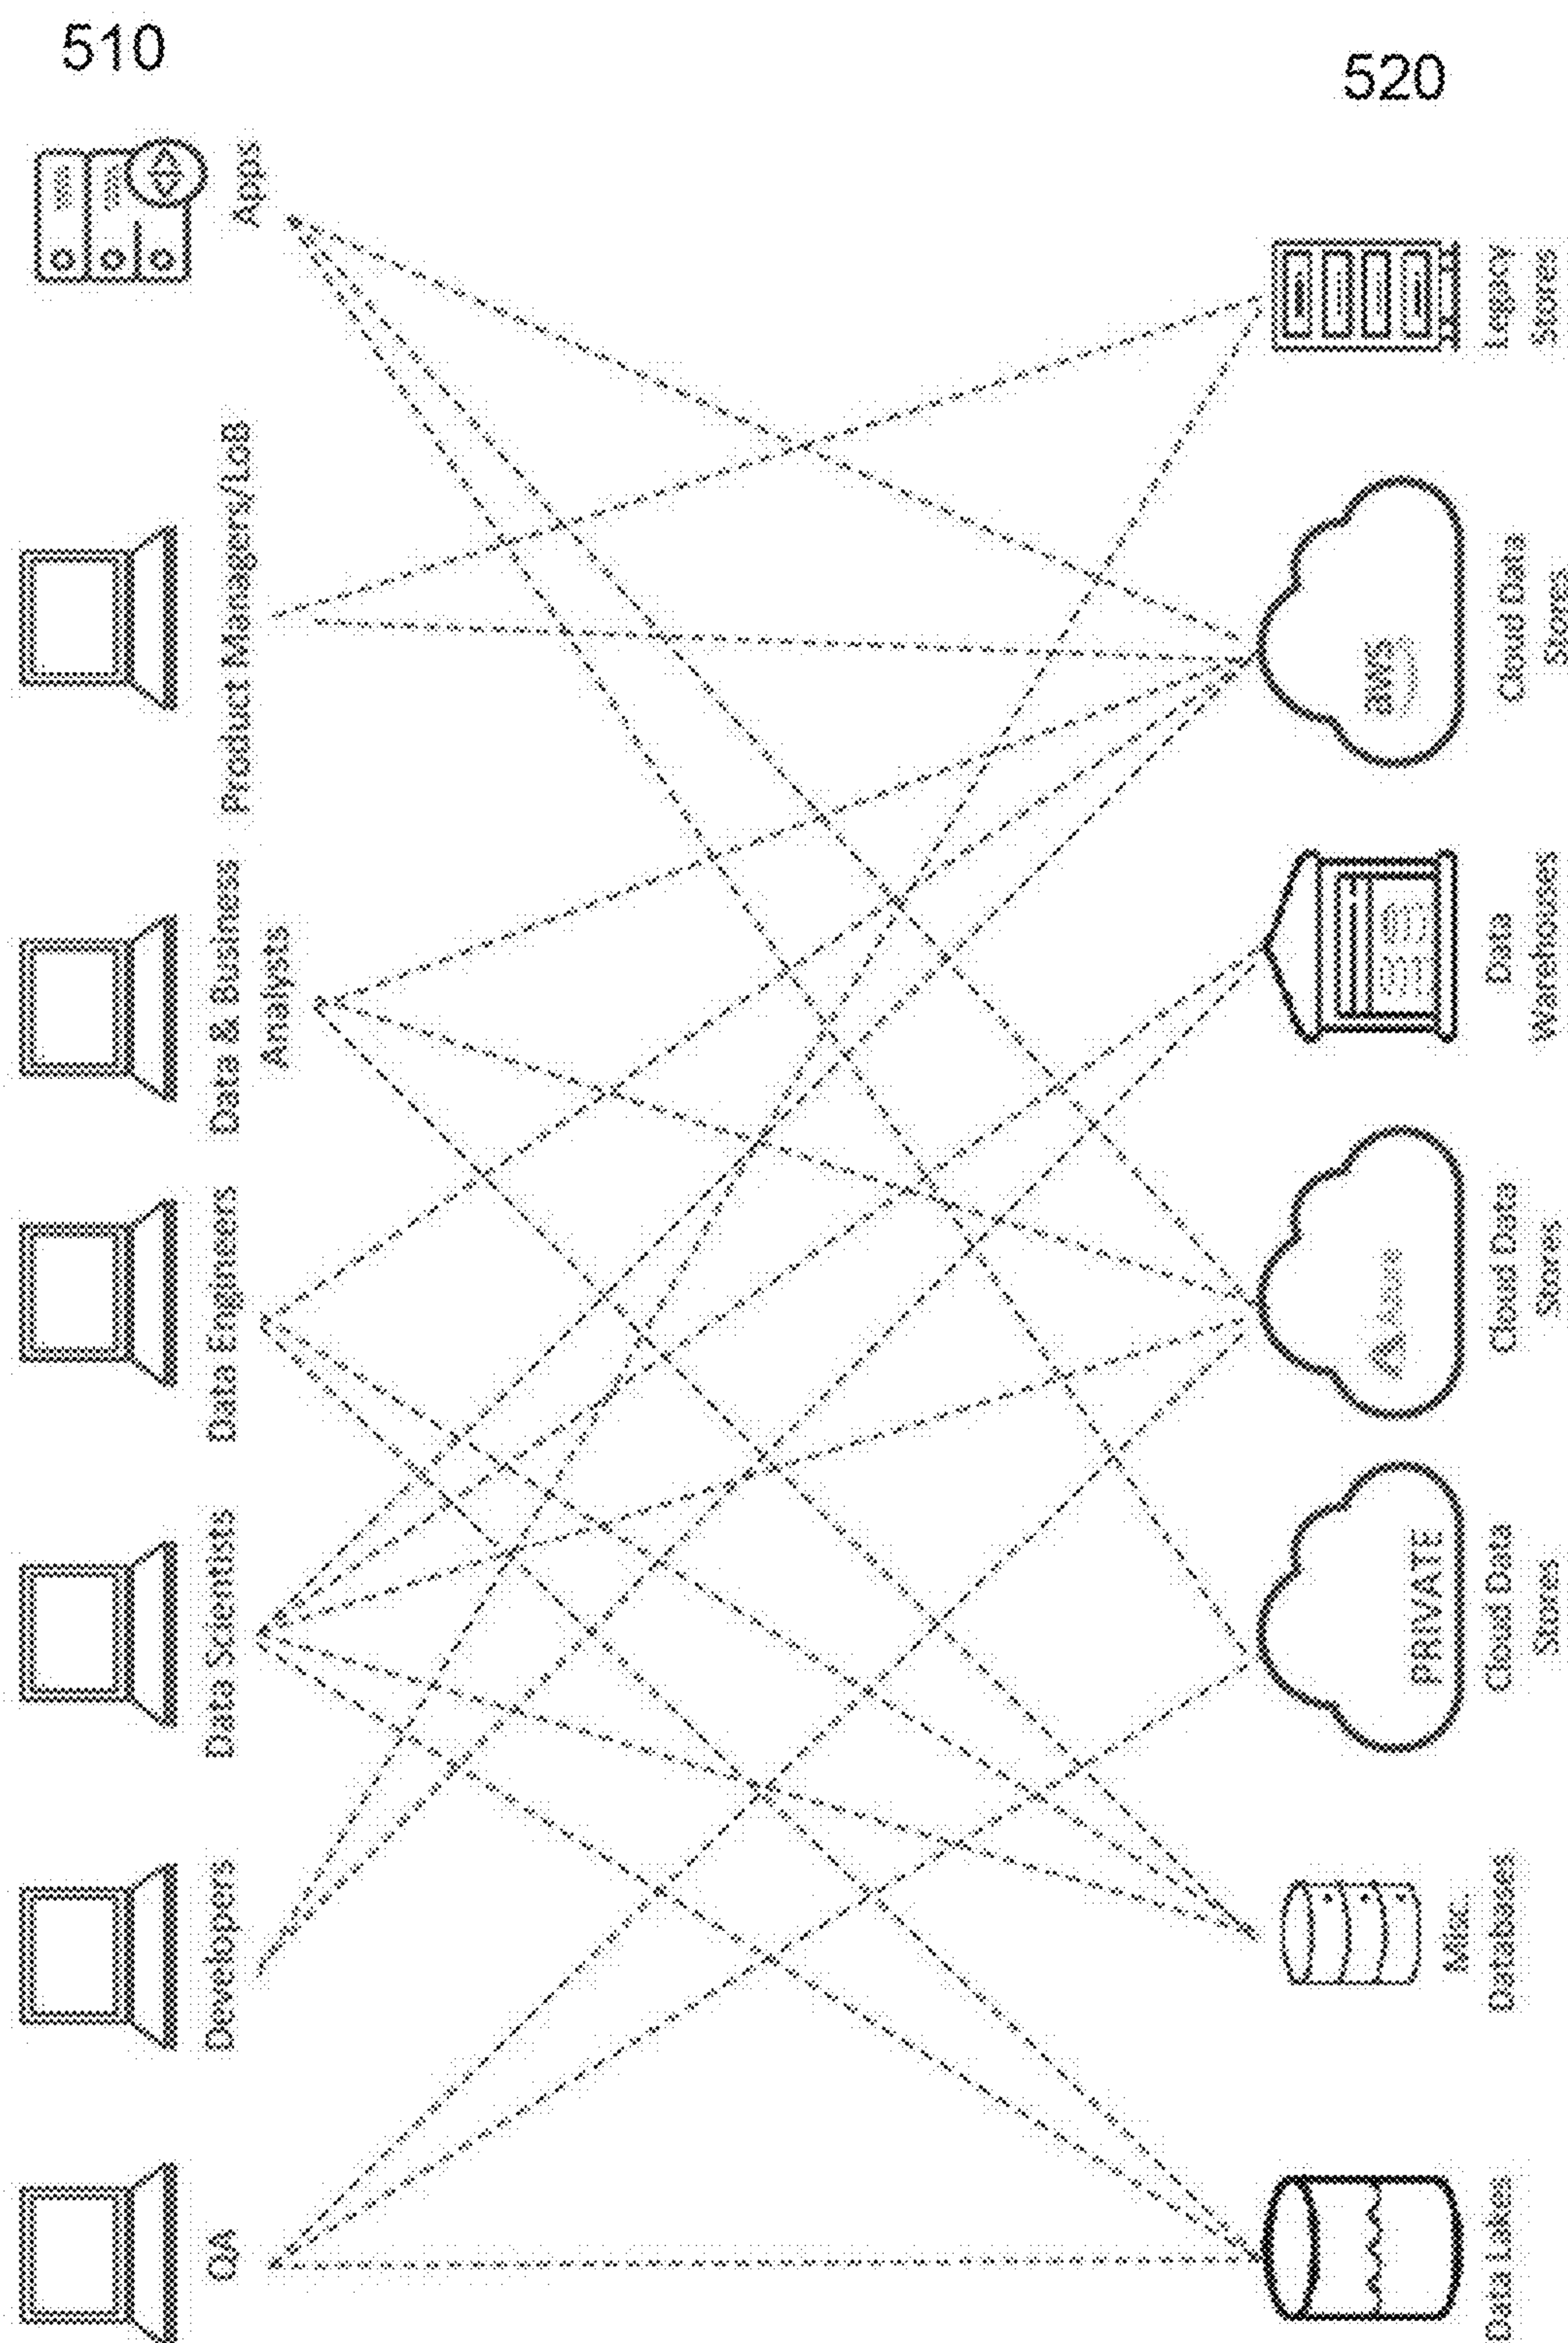 510
QA
Developers
Data Scientists
Data Engineers
Data & Business
Analysts
Product Managers/LoB
Apps
520
Data Lakes
Misc.
Databases
PRIVATE
Cloud Data
Stores
Azure
Cloud Data
Stores
Data
Warehouses
aws
Cloud Data
Stores
Legacy
Stores